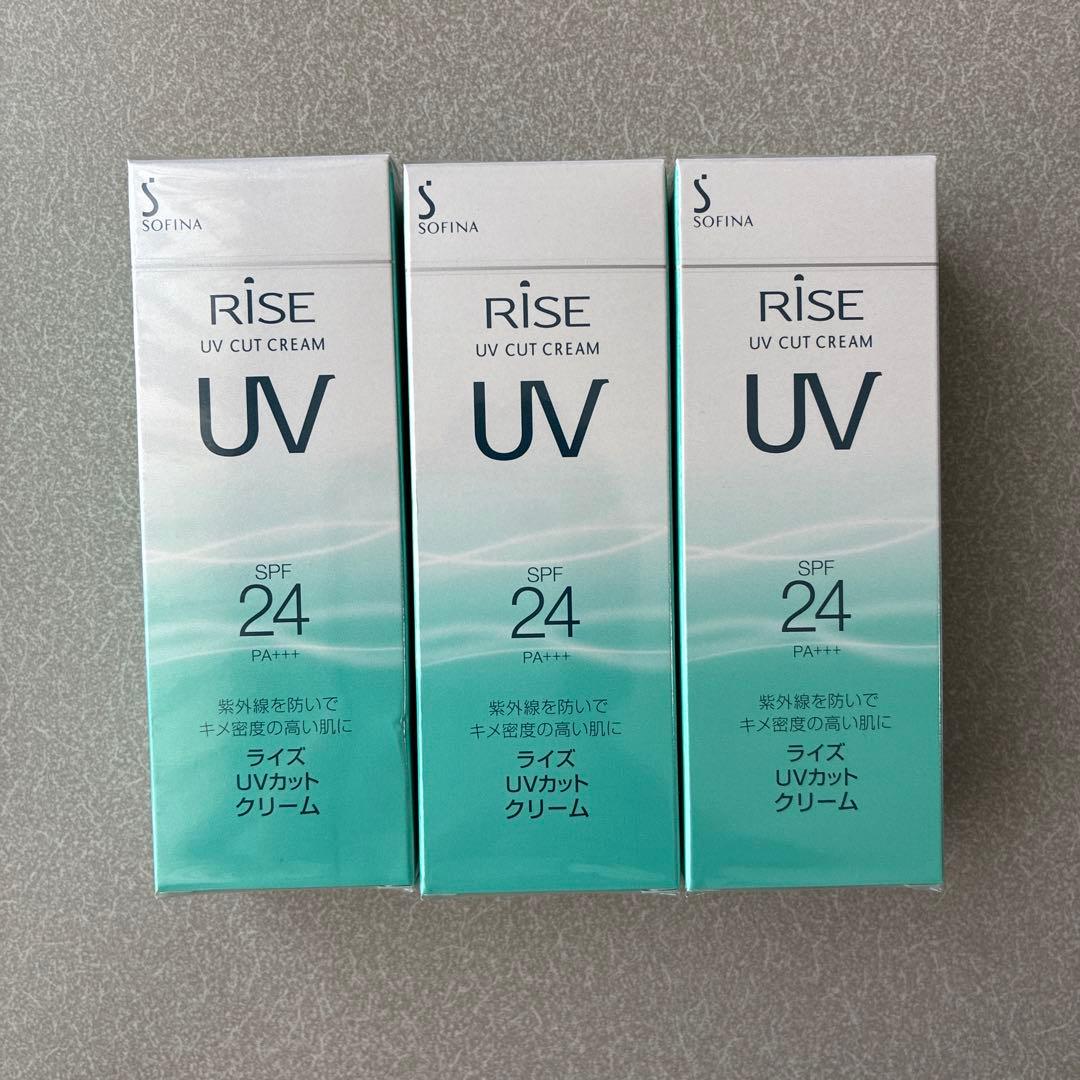 SOFINA
RISE
UV CUT CREAM
UV
SPF
24
PA+++
紫外線を防いで
キメ密度の高い肌に
ライズ
UVカット
クリーム
SOFINA
RISE
UV CUT CREAM
UV
SPF
24
PA+++
紫外線を防いで
キメ密度の高い肌に
ライズ
UVカット
クリーム
SOFINA
RISE
UV CUT CREAM
UV
SPF
24
PA+++
紫外線を防いで
キメ密度の高い肌に
ライズ
UVカット
クリーム